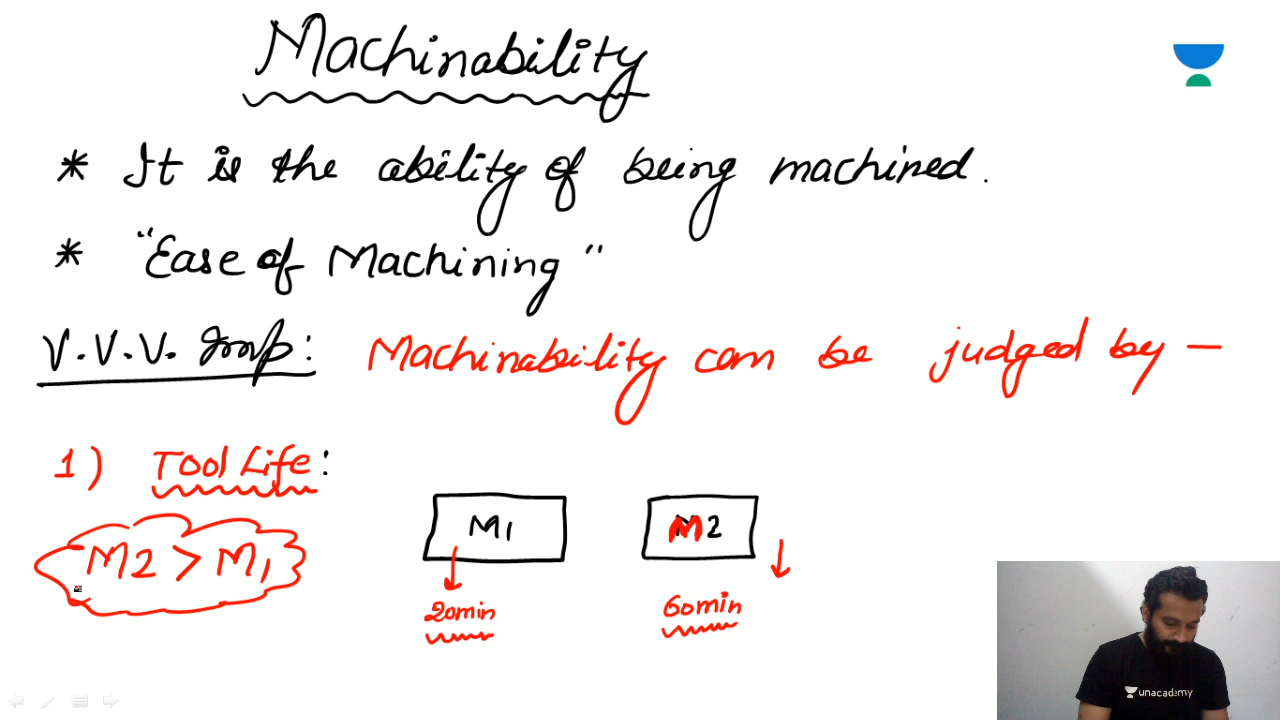 Machinability
* It is the ability of being machined.
* "Ease of Machining"
V.V.V. Imp: Machinability can be judged by –
1) Tool Life:
M2 > M1
M1
M2
20min
60min
unacademy